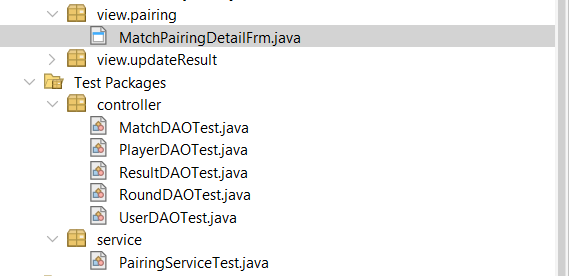 view.pairing
MatchPairingDetailFrm.java
view.updateResult
Test Packages
controller
MatchDAOTest.java
PlayerDAOTest.java
ResultDAOTest.java
RoundDAOTest.java
UserDAOTest.java
service
PairingServiceTest.java